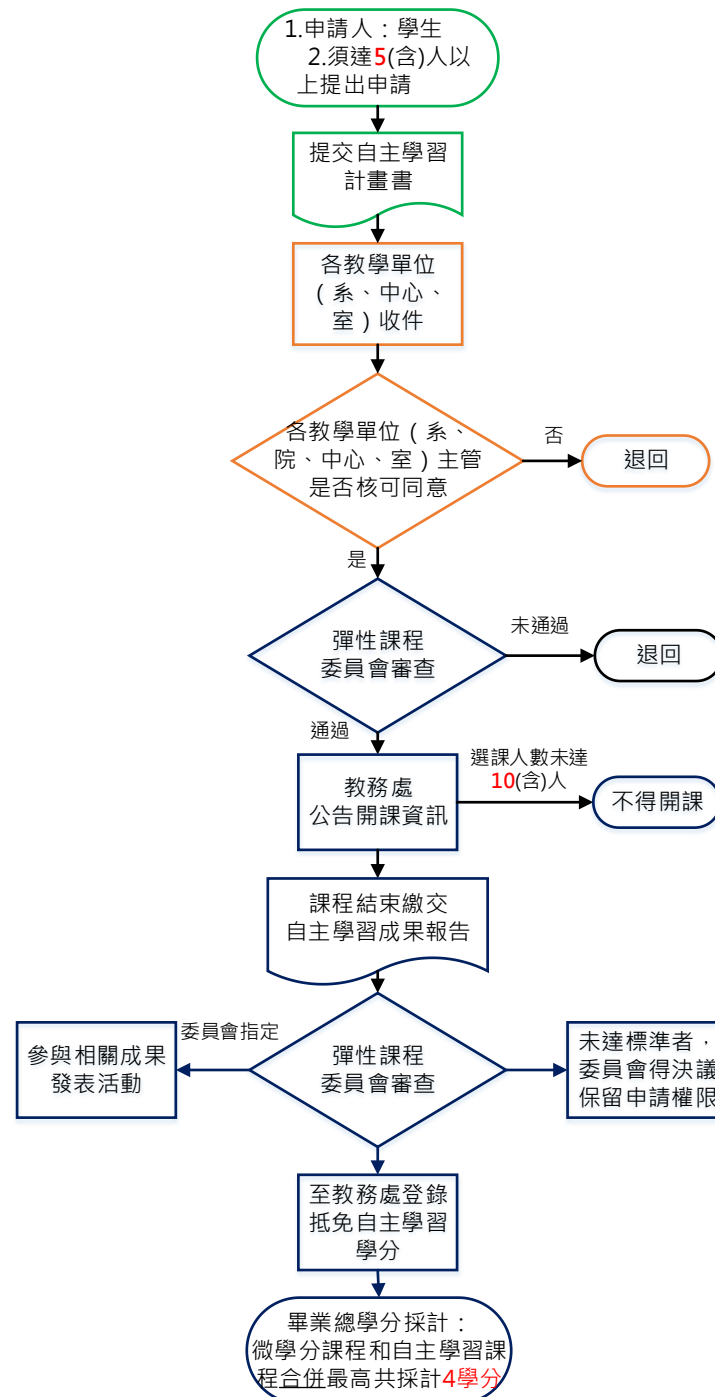 1.申請人：學生
2.須達5(含)人以
上提出申請
提交自主學習
計畫書
各教學單位
（系、中心、
室）收件
各教學單位（系、
院、中心、室）主管
是否核可同意
否
退回
是
彈性課程
委員會審查
未通過
退回
通過
教務處
公告開課資訊
選課人數未達
10(含)人
不得開課
課程結束繳交
自主學習成果報告
委員會指定
參與相關成果
發表活動
彈性課程
委員會審查
未達標準者，
委員會得決議
保留申請權限
至教務處登錄
抵免自主學習
學分
畢業總學分採計：
微學分課程和自主學習課
程合併最高共採計4學分